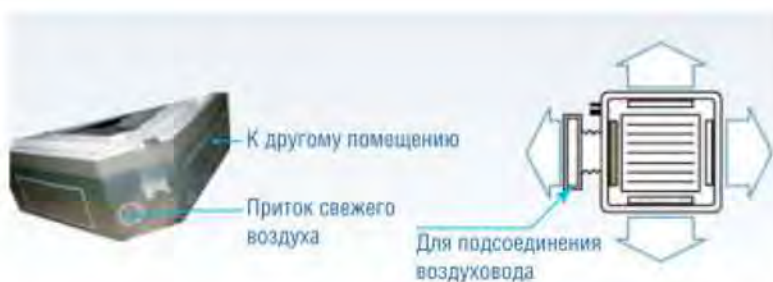 К другому помещению
Приток свежего
воздуха
Для подсоединения
воздуховода